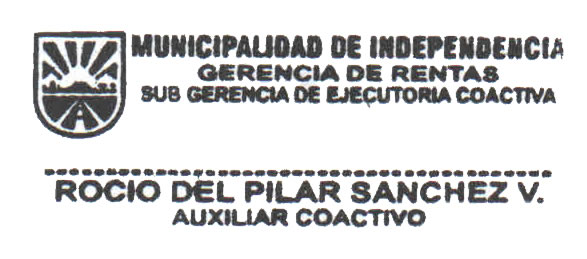 MUNICIPALIDAD DE INDEPENDENCIA
GERENCIA DE RENTAS
SUB GERENCIA DE EJECUTORIA COACTIVA
ROCIO DEL PILAR SANCHEZ V.
AUXILIAR COACTIVO